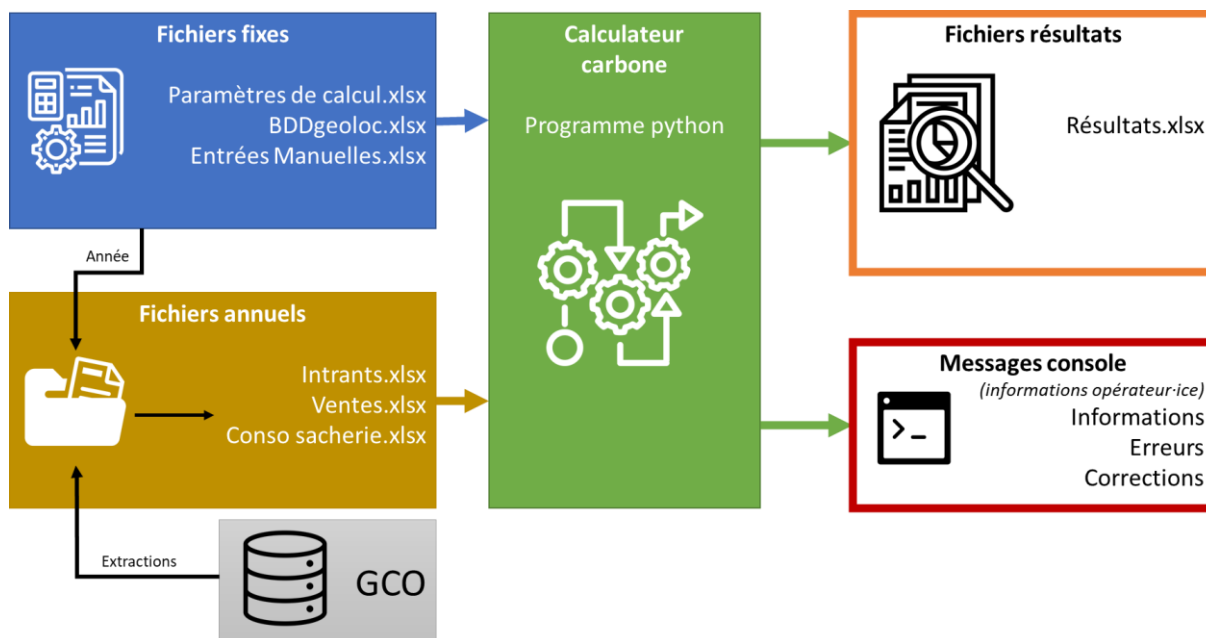 Fichiers fixes
Paramètres de calcul.xlsx
BDDgeoloc.xlsx
Entrées Manuelles.xlsx
Année
Fichiers annuels
Intrants.xlsx
Ventes.xlsx
Conso sacherie.xlsx
Extractions
GCO
Calculateur
carbone
Programme python
Fichiers résultats
Résultats.xlsx
Messages console
(informations opérateur·ice)
Informations
Erreurs
Corrections